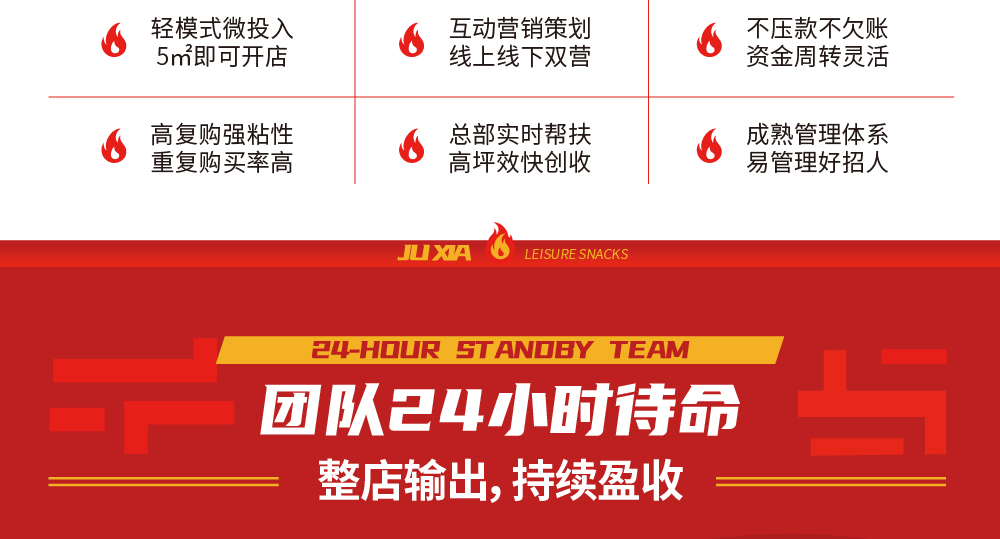 轻模式微投入
5㎡即可开店
互动营销策划
线上线下双营
不压款不欠账
资金周转灵活
高复购强粘性
重复购买率高
总部实时帮扶
高坪效快创收
成熟管理体系
易管理好招人
JU XIA LEISURE SNACKS
24-HOUR STANDBY TEAM
团队24小时待命
整店输出，持续盈收